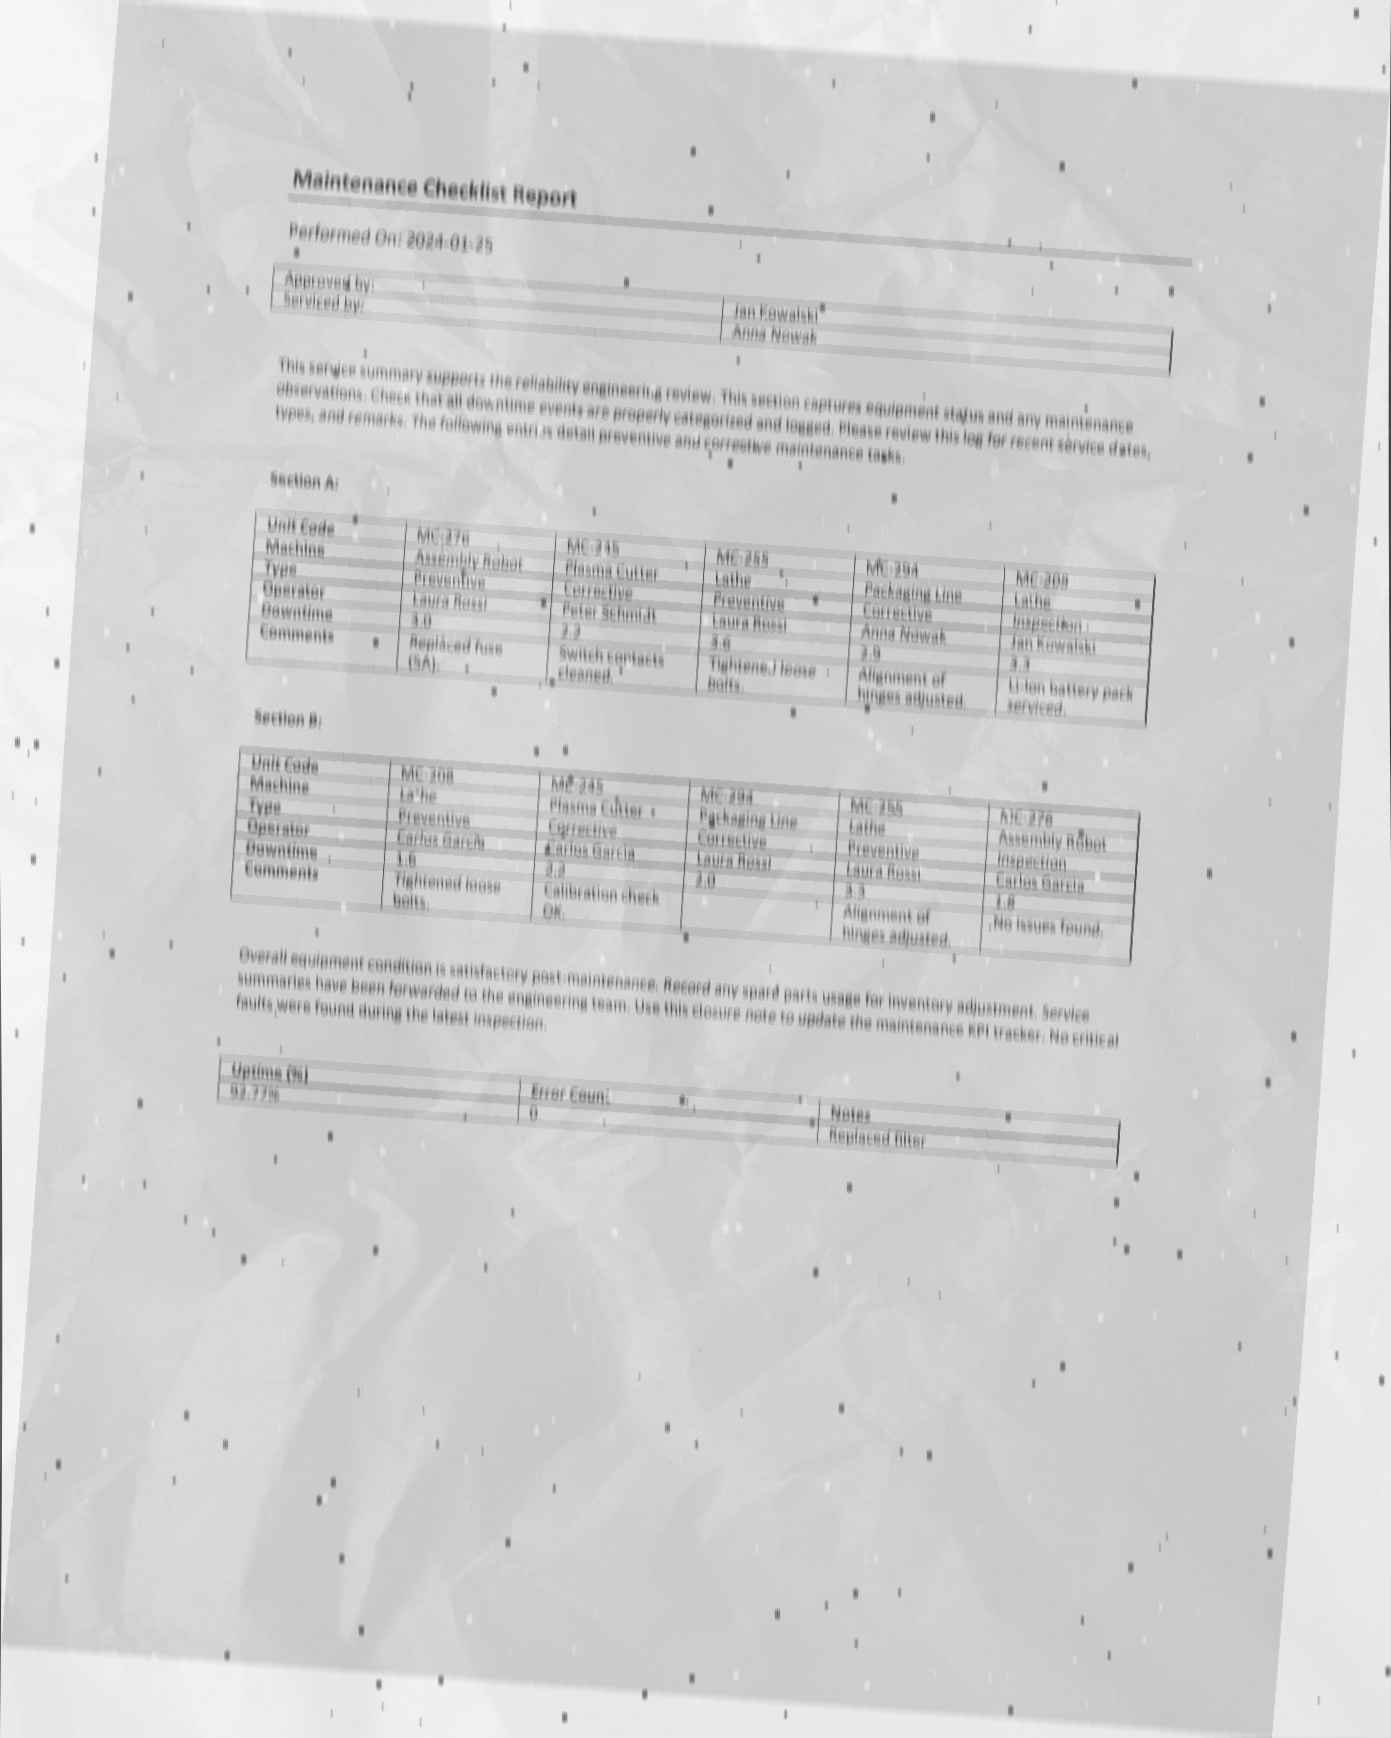 Maintenance Checklist Report
Performed On: 2024-01-25
Approved by: Jan Kowalski
Serviced by: Anna Nowak
This service summary supports the reliability engineering review. This section captures equipment status and any maintenance
observations. Check that all downtime events are properly categorized and logged. Please review this log for recent service dates,
types, and remarks. The following entries detail preventive and corrective maintenance tasks.
Section A:
Unit Code MC-276 MC-245 MC-255 MC-294 MC-208
Machine Assembly Robot Plasma Cutter Lathe Packaging Line Lathe
Type Preventive Corrective Preventive Corrective Inspection
Operator Laura Rossi Peter Schmidt Laura Rossi Anna Nowak Jan Kowalski
Downtime 3.0 2.2 3.6 2.9 3.3
Comments Replaced fuse Switch contacts Tightened loose Alignment of Li-Ion battery pack
(5A). cleaned. bolts. hinges adjusted. serviced.
Section B:
Unit Code MC-208 MC-245 MC-294 MC-255 MC-276
Machine Lathe Plasma Cutter Packaging Line Lathe Assembly Robot
Type Preventive Corrective Corrective Preventive Inspection
Operator Carlos Garcia Carlos Garcia Laura Rossi Laura Rossi Carlos Garcia
Downtime 1.6 2.2 2.0 3.3 1.8
Comments Tightened loose Calibration check Alignment of No issues found.
bolts. OK. hinges adjusted.
Overall equipment condition is satisfactory post-maintenance. Record any spare parts usage for inventory adjustment. Service
summaries have been forwarded to the engineering team. Use this closure note to update the maintenance KPI tracker. No critical
faults were found during the latest inspection.
Uptime (%) Error Count Notes
92.77% 0 Replaced filter